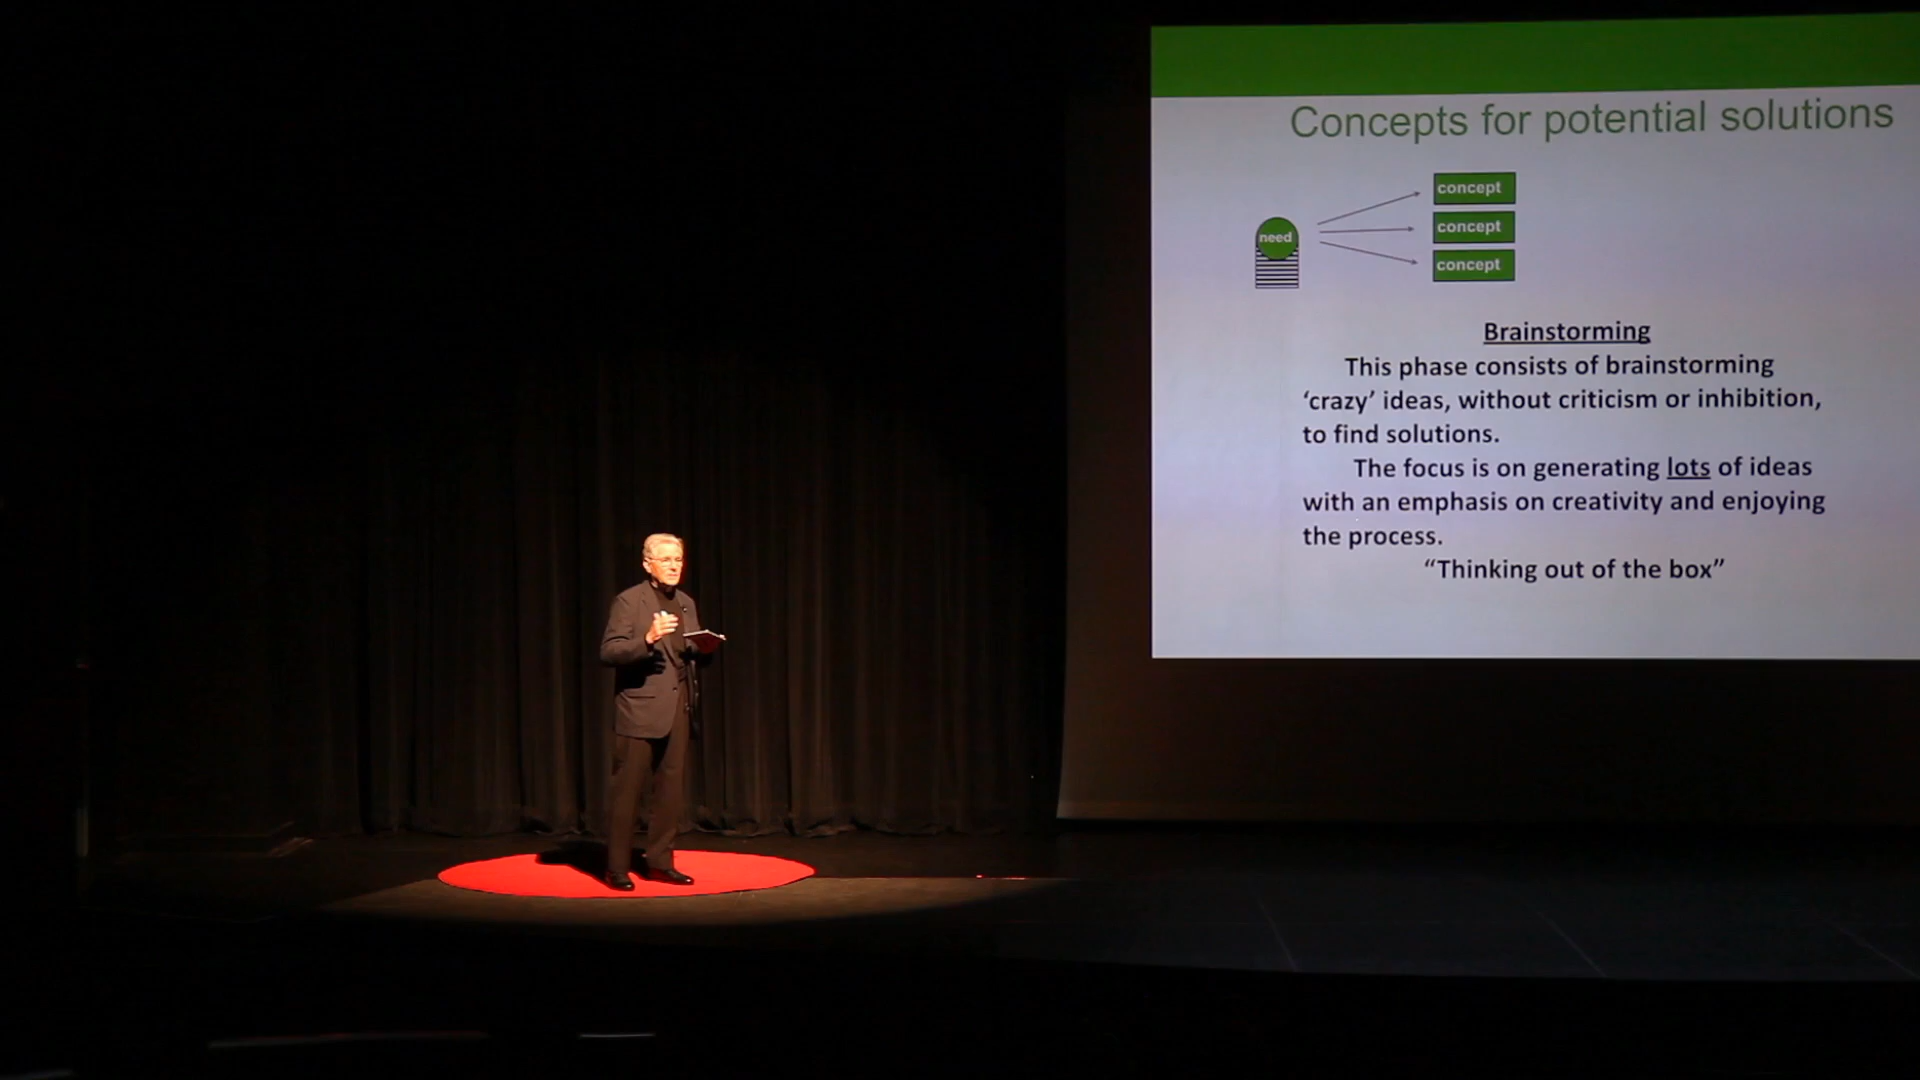 Concepts for potential solutions
concept
need
concept
concept
Brainstorming
This phase consists of brainstorming
‘crazy’ ideas, without criticism or inhibition,
to find solutions.
The focus is on generating lots of ideas
with an emphasis on creativity and enjoying
the process.
“Thinking out of the box”